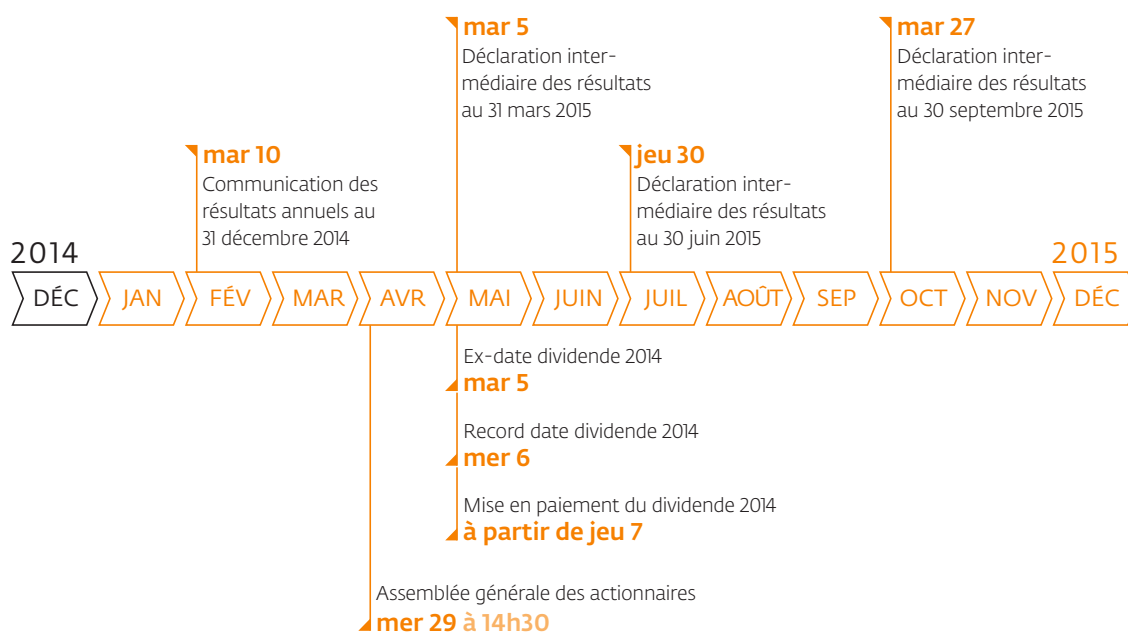 mar 5
Déclaration inter-
médiaire des résultats
au 31 mars 2015
mar 27
Déclaration inter-
médiaire des résultats
au 30 septembre 2015
mar 10
Communication des
résultats annuels au
31 décembre 2014
jeu 30
Déclaration inter-
médiaire des résultats
au 30 juin 2015
2014
2015
DÉC JAN FÉV MAR AVR MAI JUIN JUIL AOÛT SEP OCT NOV DÉC
Ex-date dividende 2014
mar 5
Record date dividende 2014
mer 6
Mise en paiement du dividende 2014
à partir de jeu 7
Assemblée générale des actionnaires
mer 29 à 14h30